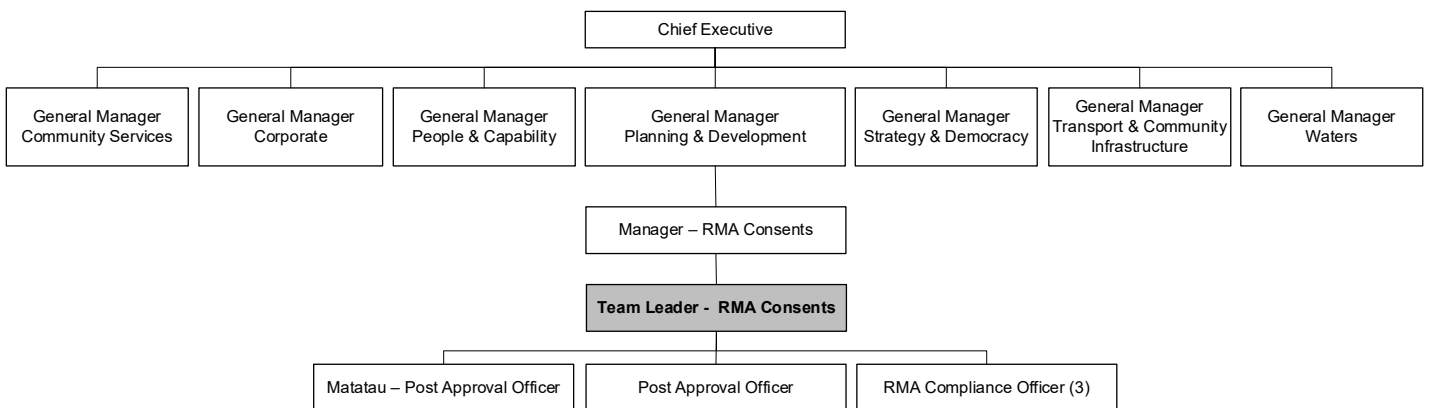 Chief Executive
General Manager
Community Services
General Manager
Corporate
General Manager
People & Capability
General Manager
Planning & Development
General Manager
Strategy & Democracy
General Manager
Transport & Community
Infrastructure
General Manager
Waters
Manager – RMA Consents
Team Leader - RMA Consents
Matatau – Post Approval Officer
Post Approval Officer
RMA Compliance Officer (3)